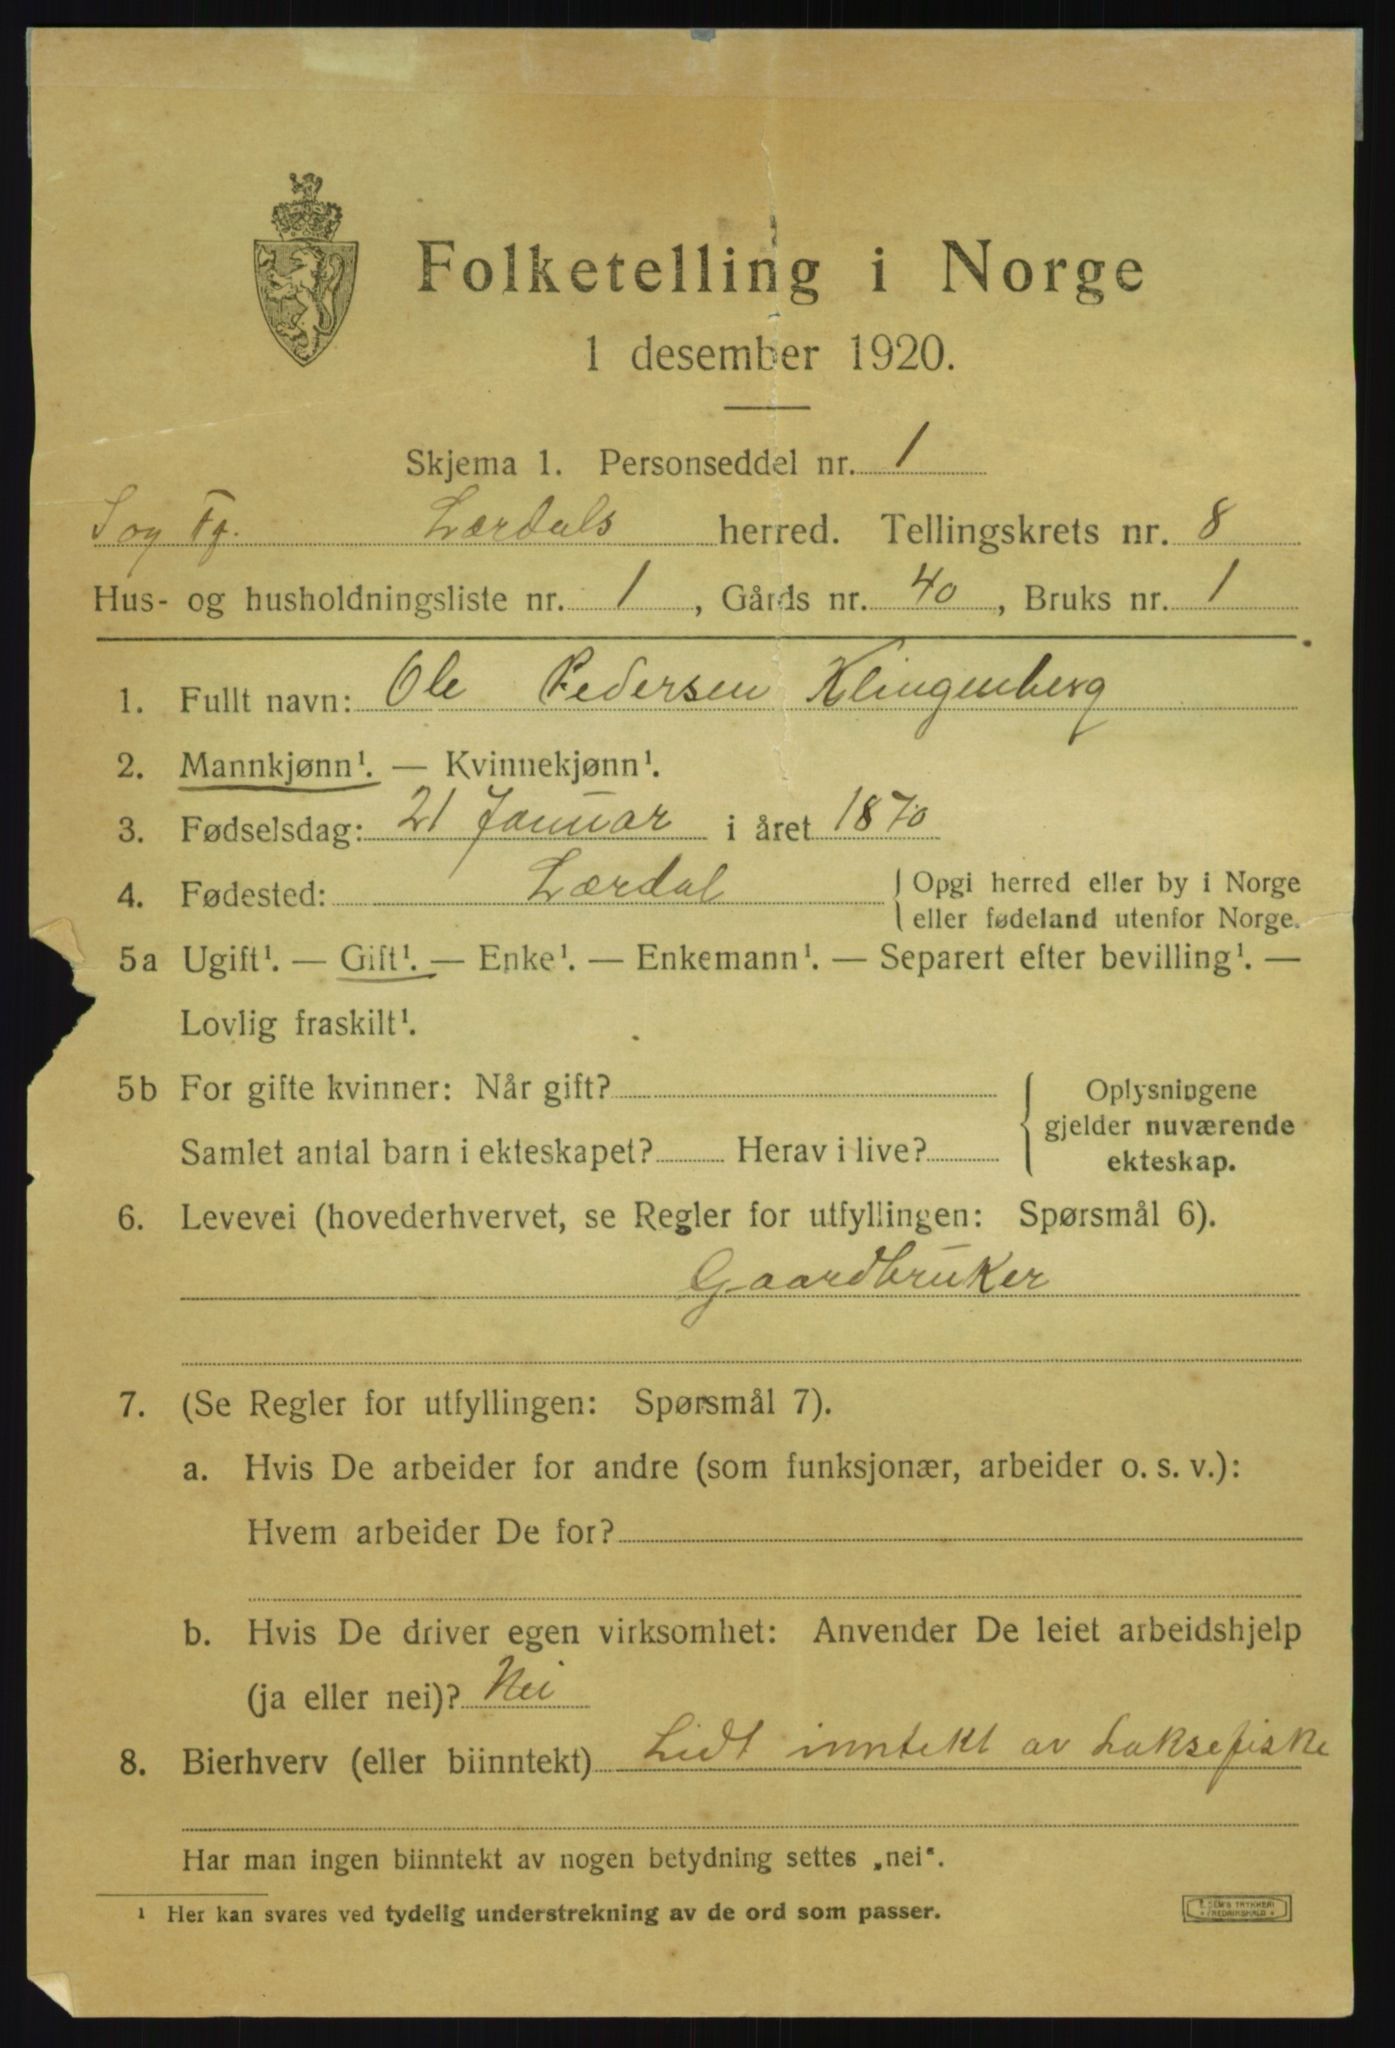 Folketelling i Norge
1 desember 1920.
Skjema 1. Personseddel nr. 1
Sog Fj. Lærdals herred. Tellingskrets nr. 8
Hus- og husholdningsliste nr. 1, Gårds nr. 40, Bruks nr. 1
1. Fullt navn: Ole Pedersen Klingenberg
2. Mannkjønn¹. — Kvinnekjønn¹.
3. Fødselsdag: 21 Januar i året 1870
4. Fødested: Lærdal { Opgi herred eller by i Norge
eller fødeland utenfor Norge.
5a Ugift¹. — Gift¹. — Enke¹. — Enkemann¹. — Separert efter bevilling¹. —
Lovlig fraskilt¹.
5b For gifte kvinner: Når gift?
Samlet antal barn i ekteskapet? Herav i live?
{ Oplysningene
gjelder nuværende
ekteskap.
6. Levevei (hovederhvervet, se Regler for utfyllingen: Spørsmål 6).
Gaardbruker
7. (Se Regler for utfyllingen: Spørsmål 7).
a. Hvis De arbeider for andre (som funksjonær, arbeider o. s. v.):
Hvem arbeider De for?
b. Hvis De driver egen virksomhet: Anvender De leiet arbeidshjelp
(ja eller nei)? Nei
8. Bierhverv (eller biinntekt) Lidt inntekt av Laksefiske
Har man ingen biinntekt av nogen betydning settes „nei“.
¹ Her kan svares ved tydelig understrekning av de ord som passer.